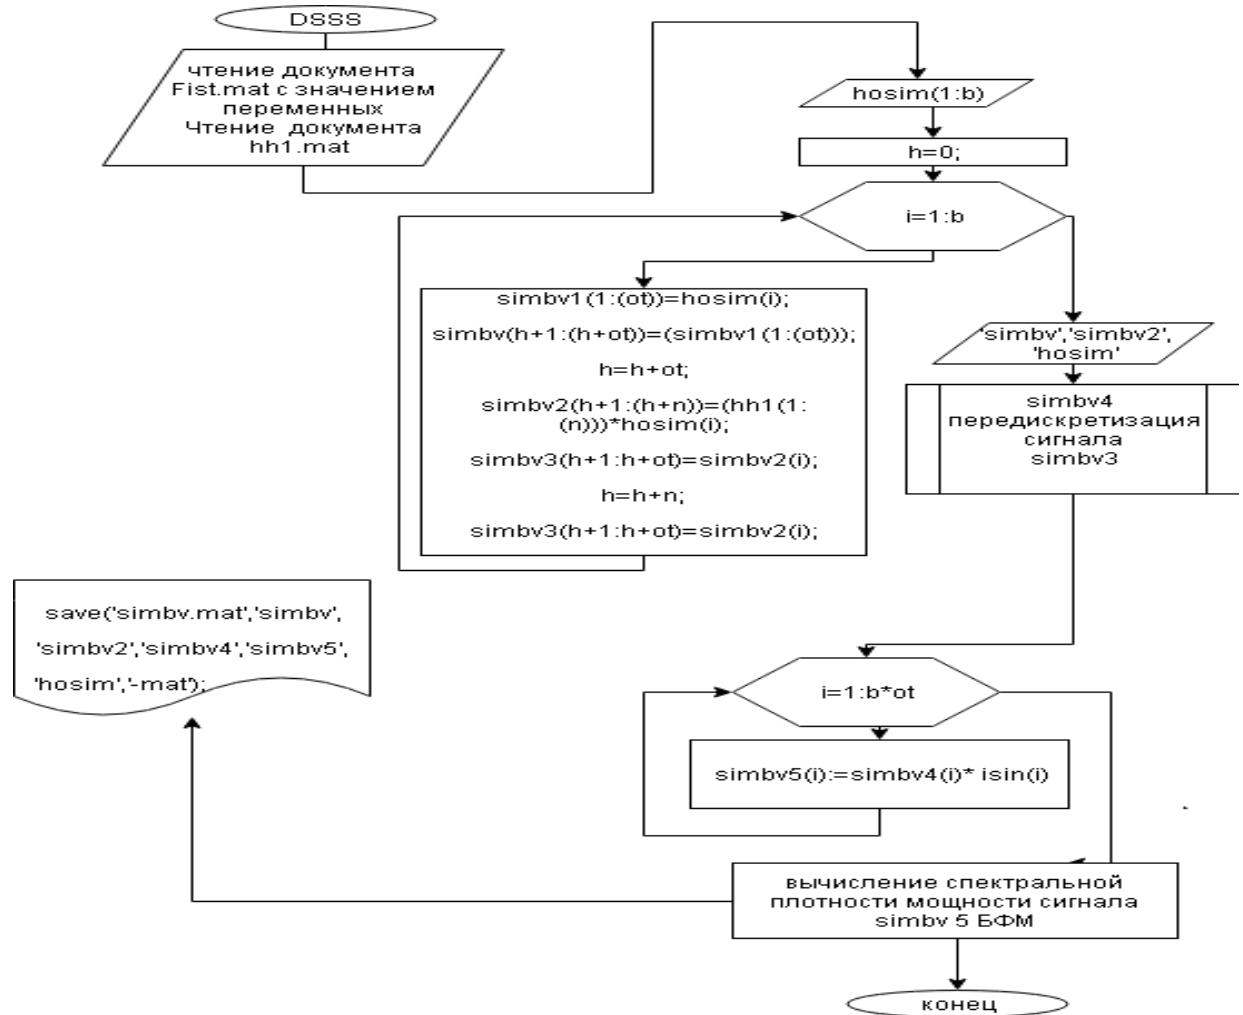 DSSS
чтение документа
Fist.mat с значением
переменных
Чтение документа
hh1.mat
hosim(1:b)
h=0;
i=1:b
simbv1(1:(ot))=hosim(i);
simbv(h+1:(h+ot))=(simbv1(1:(ot)));
h=h+ot;
simbv2(h+1:(h+n))=(hh1(1:
(n)))*hosim(i);
simbv3(h+1:h+ot)=simbv2(i);
h=h+n;
simbv3(h+1:h+ot)=simbv2(i);
'simbv','simbv2',
'hosim'
simbv4
передискретизация
сигнала
simbv3
i=1:b*ot
simbv5(i):=simbv4(i)* isin(i)
вычисление спектральной
плотности мощности сигнала
simbv 5 БФМ
save('simbv.mat','simbv',
'simbv2','simbv4','simbv5',
'hosim','-mat');
конец